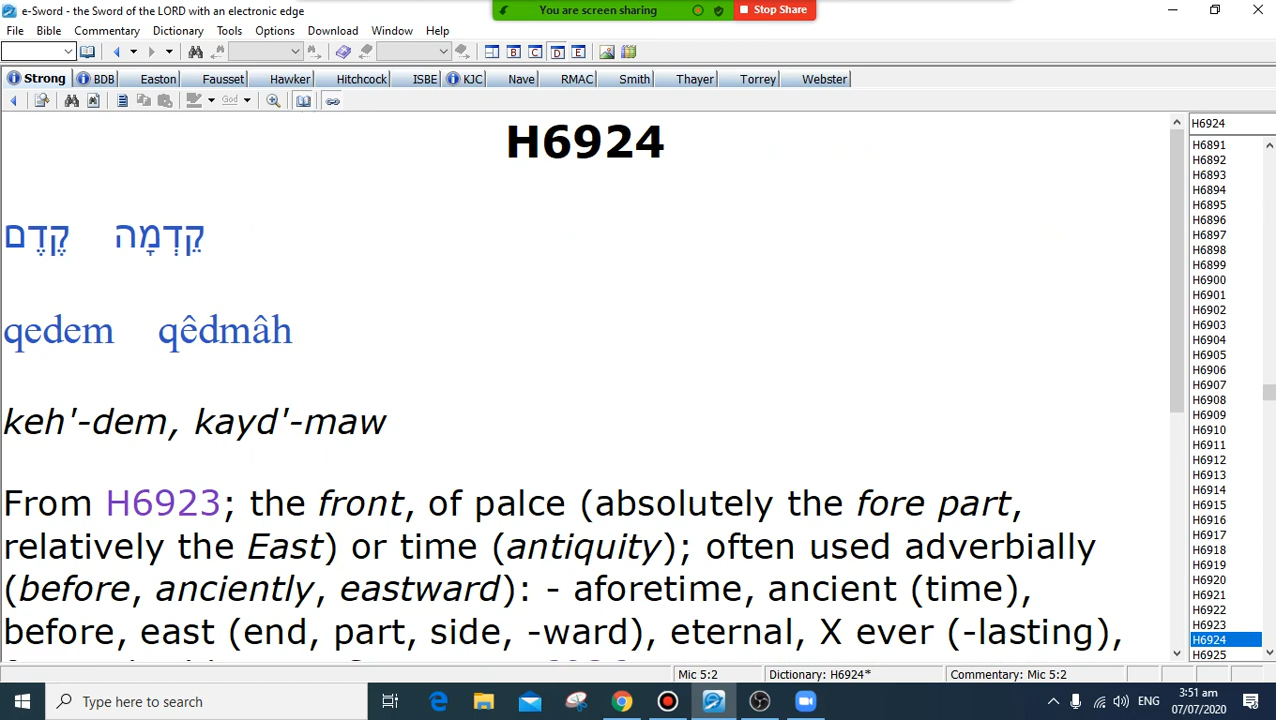 e-Sword - the Sword of the LORD with an electronic edge
You are screen sharing
Stop Share
File Bible Commentary Dictionary Tools Options Download Window Help
B C D E
Strong BDB Easton Fausset Hawker Hitchcock ISBE KJC Nave RMAC Smith Thayer Torrey Webster
God
H6924
קֶדֶם קֵדְמָה
qedem qêdmâh
keh'-dem, kayd'-maw
From H6923; the front, of palce (absolutely the fore part,
relatively the East) or time (antiquity); often used adverbially
(before, anciently, eastward): - aforetime, ancient (time),
before, east (end, part, side, -ward), eternal, X ever (-lasting),
H6924
H6891
H6892
H6893
H6894
H6895
H6896
H6897
H6898
H6899
H6900
H6901
H6902
H6903
H6904
H6905
H6906
H6907
H6908
H6909
H6910
H6911
H6912
H6913
H6914
H6915
H6916
H6917
H6918
H6919
H6920
H6921
H6922
H6923
H6924
H6925
Mic 5:2
Dictionary: H6924*
Commentary: Mic 5:2
Type here to search
ENG
3:51 am
07/07/2020